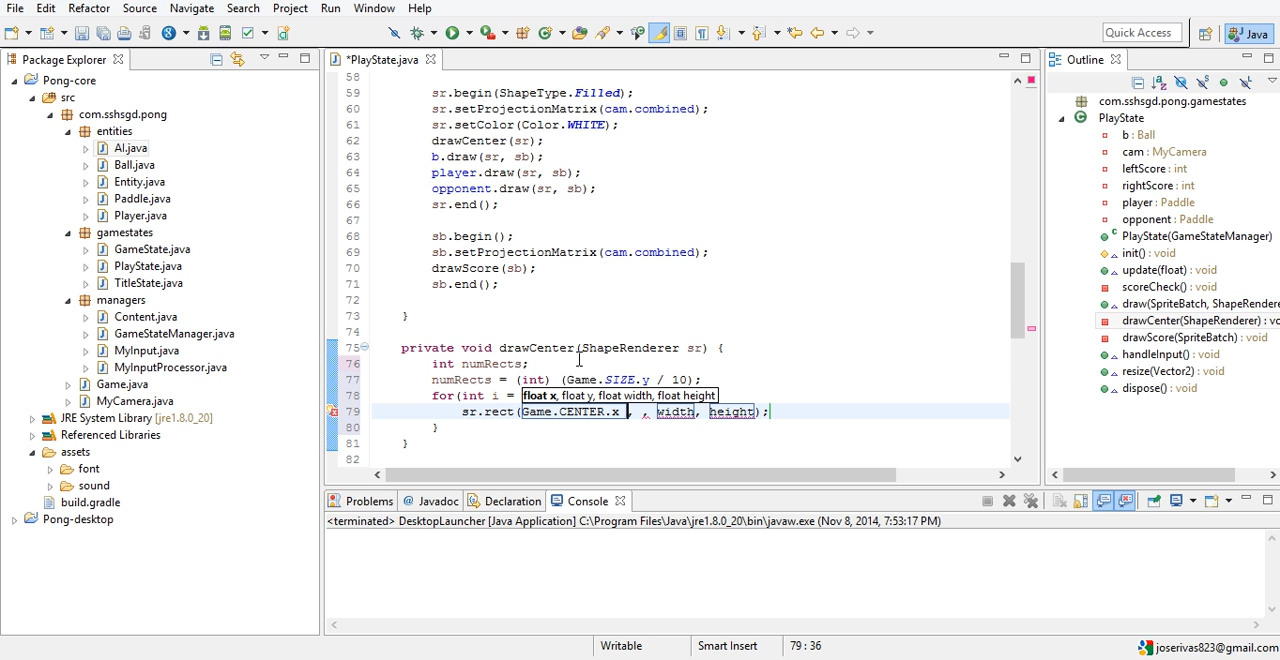 File Edit Refactor Source Navigate Search Project Run Window Help
Quick Access Java
Package Explorer
Pong-core
src
com.sshsgd.pong
entities
AI.java
Ball.java
Entity.java
Paddle.java
Player.java
gamestates
GameState.java
PlayState.java
TitleState.java
managers
Content.java
GameStateManager.java
MyInput.java
MyInputProcessor.java
Game.java
MyCamera.java
JRE System Library [jre1.8.0_20]
Referenced Libraries
assets
font
sound
build.gradle
Pong-desktop
*PlayState.java
58
59 sr.begin(ShapeType.Filled);
60 sr.setProjectionMatrix(cam.combined);
61 sr.setColor(Color.WHITE);
62 drawCenter(sr);
63 b.draw(sr, sb);
64 player.draw(sr, sb);
65 opponent.draw(sr, sb);
66 sr.end();
67
68 sb.begin();
69 sb.setProjectionMatrix(cam.combined);
70 drawScore(sb);
71 sb.end();
72
73 }
74
75 private void drawCenter(ShapeRenderer sr) {
76 int numRects;
77 numRects = (int) (Game.SIZE.y / 10);
78 for(int i = float x, float y, float width, float height
79 sr.rect(Game.CENTER.x , , width, height);
80 }
81 }
82
Outline
com.sshsgd.pong.gamestates
PlayState
b : Ball
cam : MyCamera
leftScore : int
rightScore : int
player : Paddle
opponent : Paddle
PlayState(GameStateManager)
init() : void
update(float) : void
scoreCheck() : void
draw(SpriteBatch, ShapeRendere
drawCenter(ShapeRenderer) : vo
drawScore(SpriteBatch) : void
handleInput() : void
resize(Vector2) : void
dispose() : void
Problems Javadoc Declaration Console
<terminated> DesktopLauncher [Java Application] C:\Program Files\Java\jre1.8.0_20\bin\javaw.exe (Nov 8, 2014, 7:53:17 PM)
Writable Smart Insert 79 : 36 joserivas823@gmail.com